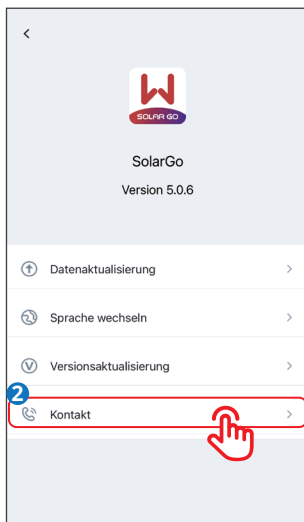 SOLAR GO
SolarGo
Version 5.0.6
Datenaktualisierung
Sprache wechseln
V Versionsaktualisierung
2
Kontakt